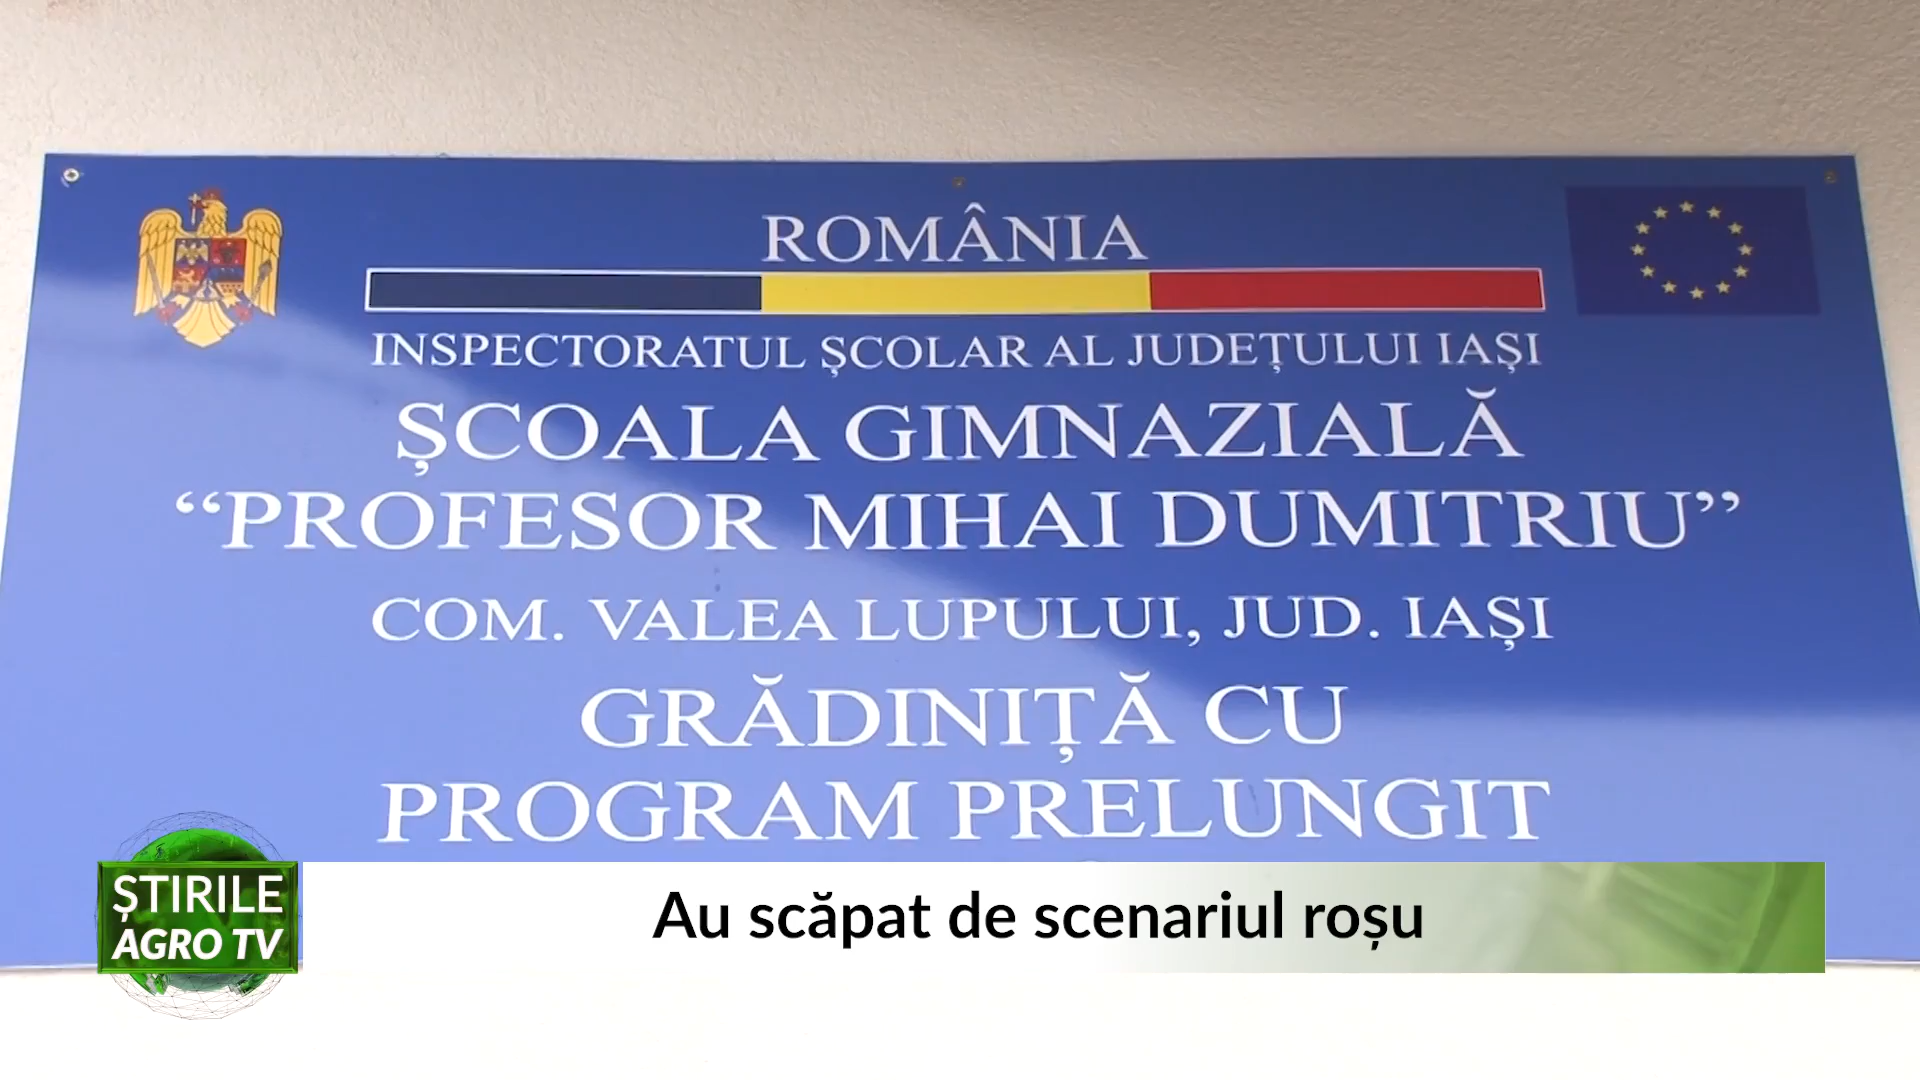 ROMÂNIA
INSPECTORATUL ȘCOLAR AL JUDEȚULUI IAȘI
ȘCOALA GIMNAZIALĂ
“PROFESOR MIHAI DUMITRIU”
COM. VALEA LUPULUI, JUD. IAȘI
GRĂDINIȚĂ CU
PROGRAM PRELUNGIT
ȘTIRILE
AGRO TV
Au scăpat de scenariul roșu